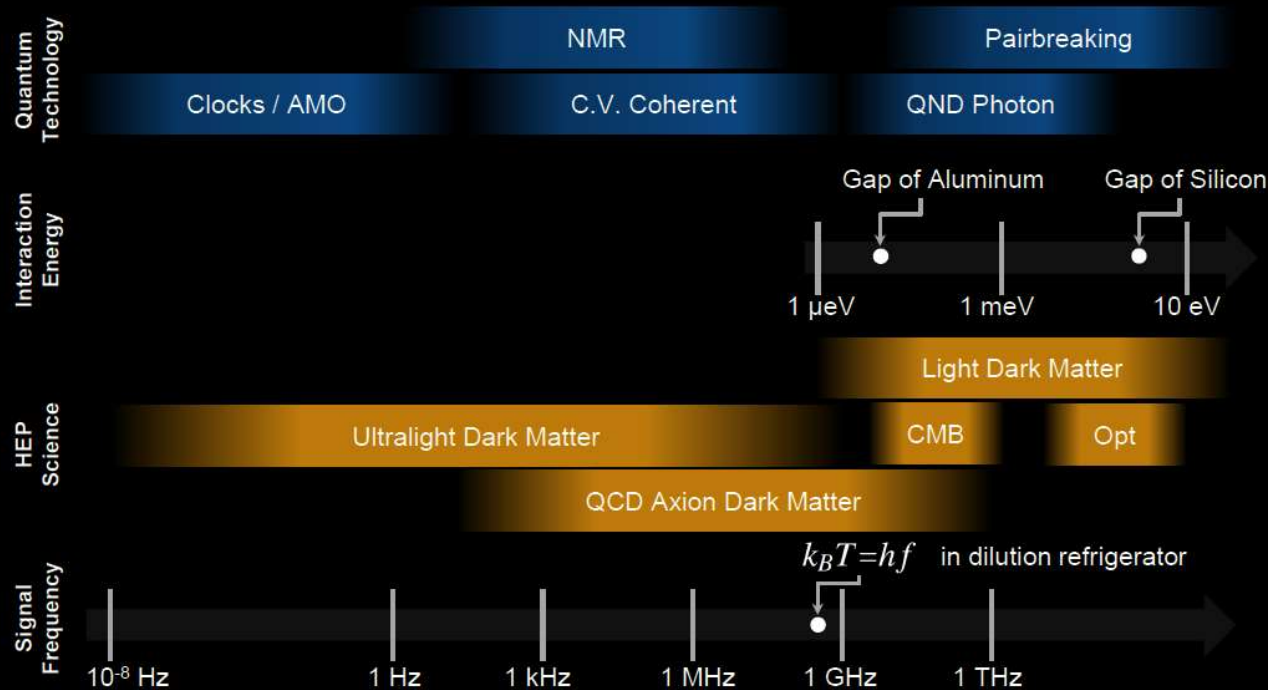 Quantum
Technology
NMR
Pairbreaking
Clocks / AMO
C.V. Coherent
QND Photon
Interaction
Energy
Gap of Aluminum
Gap of Silicon
1 μeV
1 meV
10 eV
HEP
Science
Light Dark Matter
Ultralight Dark Matter
CMB
Opt
QCD Axion Dark Matter
Signal
Frequency
k_BT=hf in dilution refrigerator
10⁻⁸ Hz
1 Hz
1 kHz
1 MHz
1 GHz
1 THz